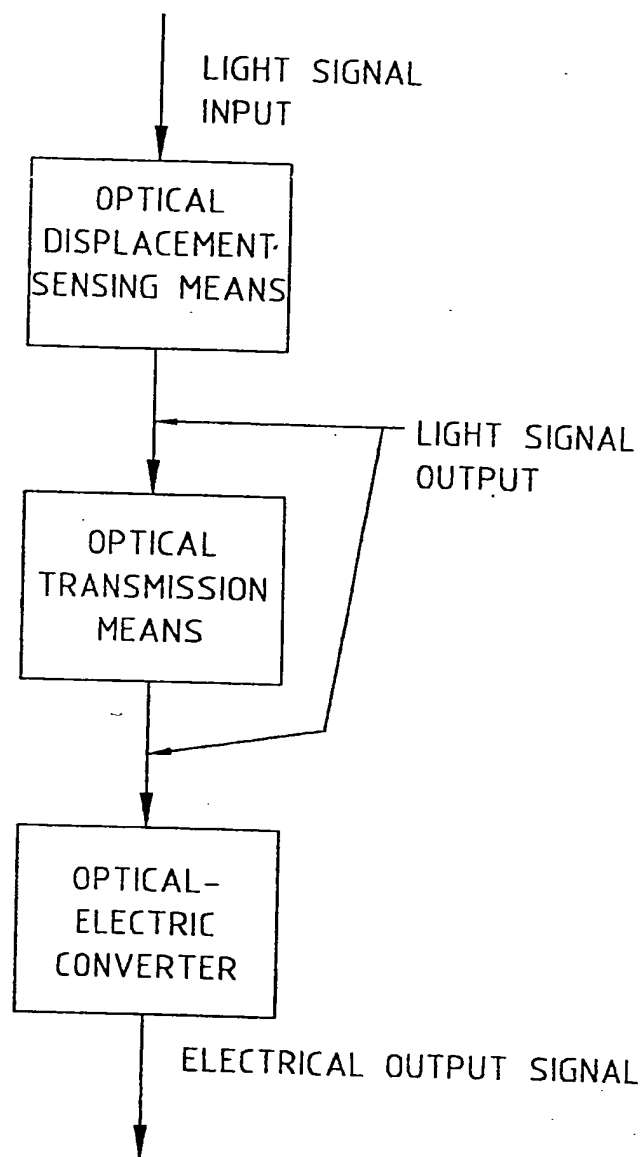 LIGHT SIGNAL
INPUT
OPTICAL
DISPLACEMENT-
SENSING MEANS
LIGHT SIGNAL
OUTPUT
OPTICAL
TRANSMISSION
MEANS
OPTICAL-
ELECTRIC
CONVERTER
ELECTRICAL OUTPUT SIGNAL